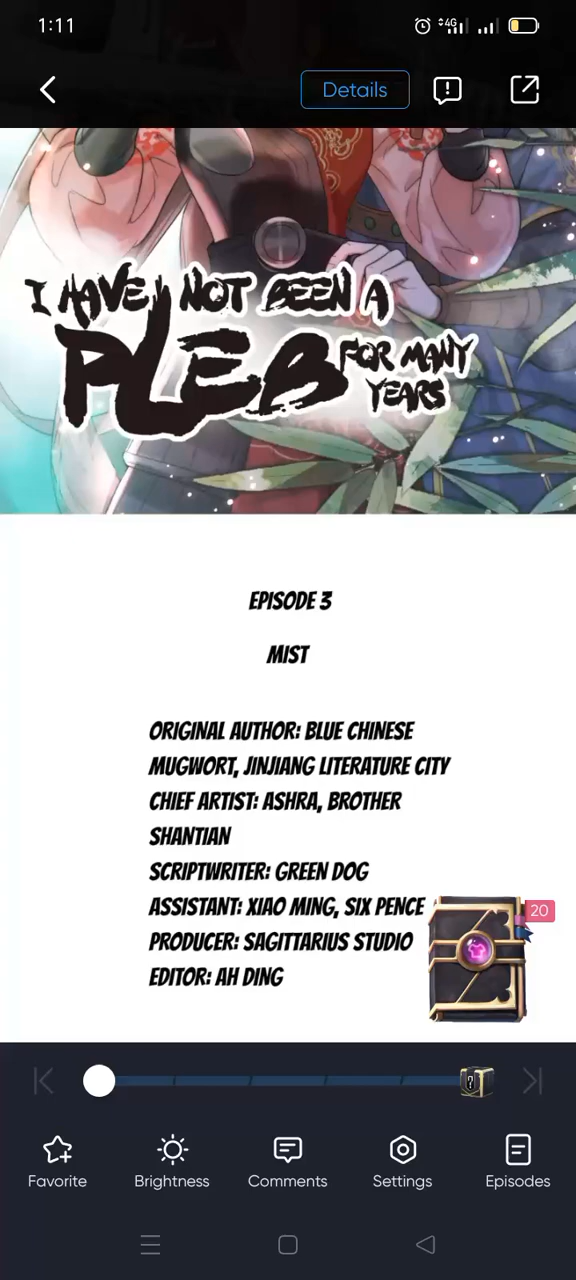 1:11
4G
Details
I HAVE NOT BEEN A
PLEB FOR MANY
YEARS
EPISODE 3
MIST
ORIGINAL AUTHOR: BLUE CHINESE
MUGWORT, JINJIANG LITERATURE CITY
CHIEF ARTIST: ASHRA, BROTHER
SHANTIAN
SCRIPTWRITER: GREEN DOG
ASSISTANT: XIAO MING, SIX PENCE
20
PRODUCER: SAGITTARIUS STUDIO
EDITOR: AH DING
?
Favorite
Brightness
Comments
Settings
Episodes